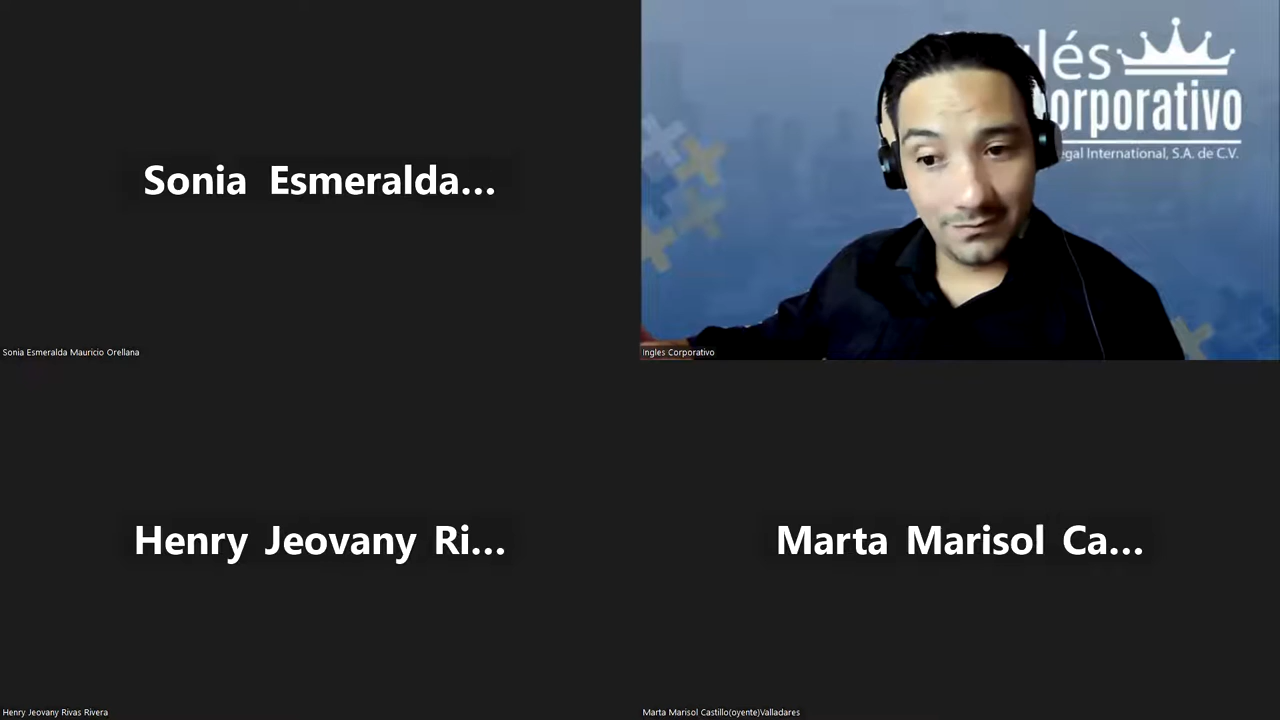 Sonia Esmeralda...
Sonia Esmeralda Mauricio Orellana
lés
orporativo
egal International, S.A. de C.V.
Ingles Corporativo
Henry Jeovany Ri...
Henry Jeovany Rivas Rivera
Marta Marisol Ca...
Marta Marisol Castillo(oyente)Valladares